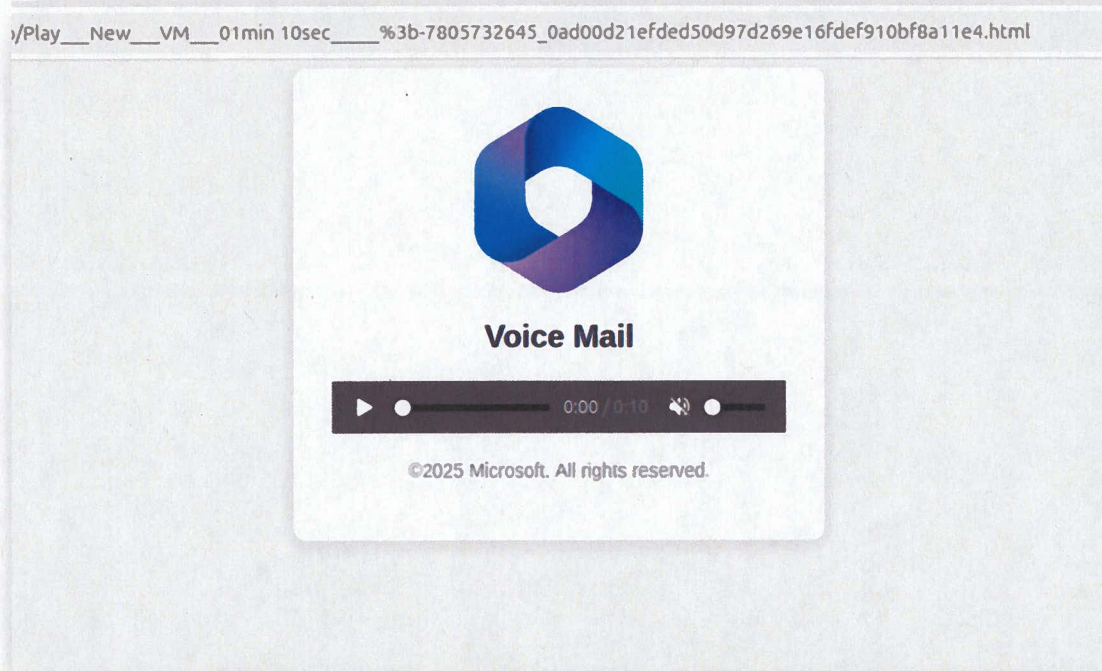 /Play___New___VM___01min 10sec_____%3b-7805732645_0ad00d21efded50d97d269e16fdef910bf8a11e4.html
Voice Mail
0:00 / 0:10
©2025 Microsoft. All rights reserved.